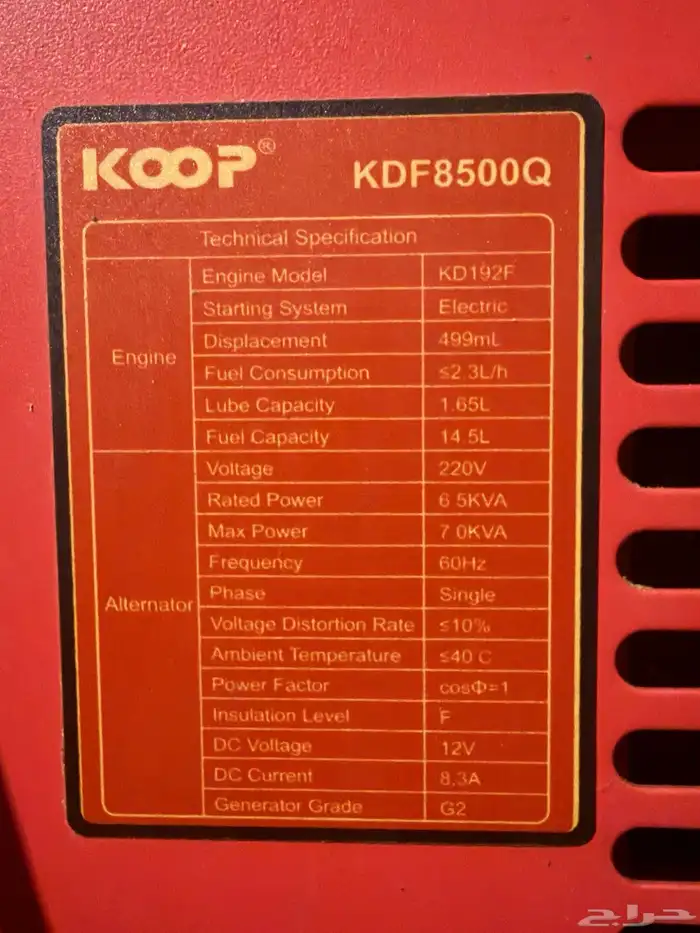 KOOP®
KDF8500Q
Technical Specification
Engine
Engine Model KD192F
Starting System Electric
Displacement 499mL
Fuel Consumption ≤2.3L/h
Lube Capacity 1.65L
Fuel Capacity 14.5L
Alternator
Voltage 220V
Rated Power 6.5KVA
Max Power 7.0KVA
Frequency 60Hz
Phase Single
Voltage Distortion Rate ≤10%
Ambient Temperature ≤40 C
Power Factor cosΦ=1
Insulation Level F
DC Voltage 12V
DC Current 8.3A
Generator Grade G2
حراج